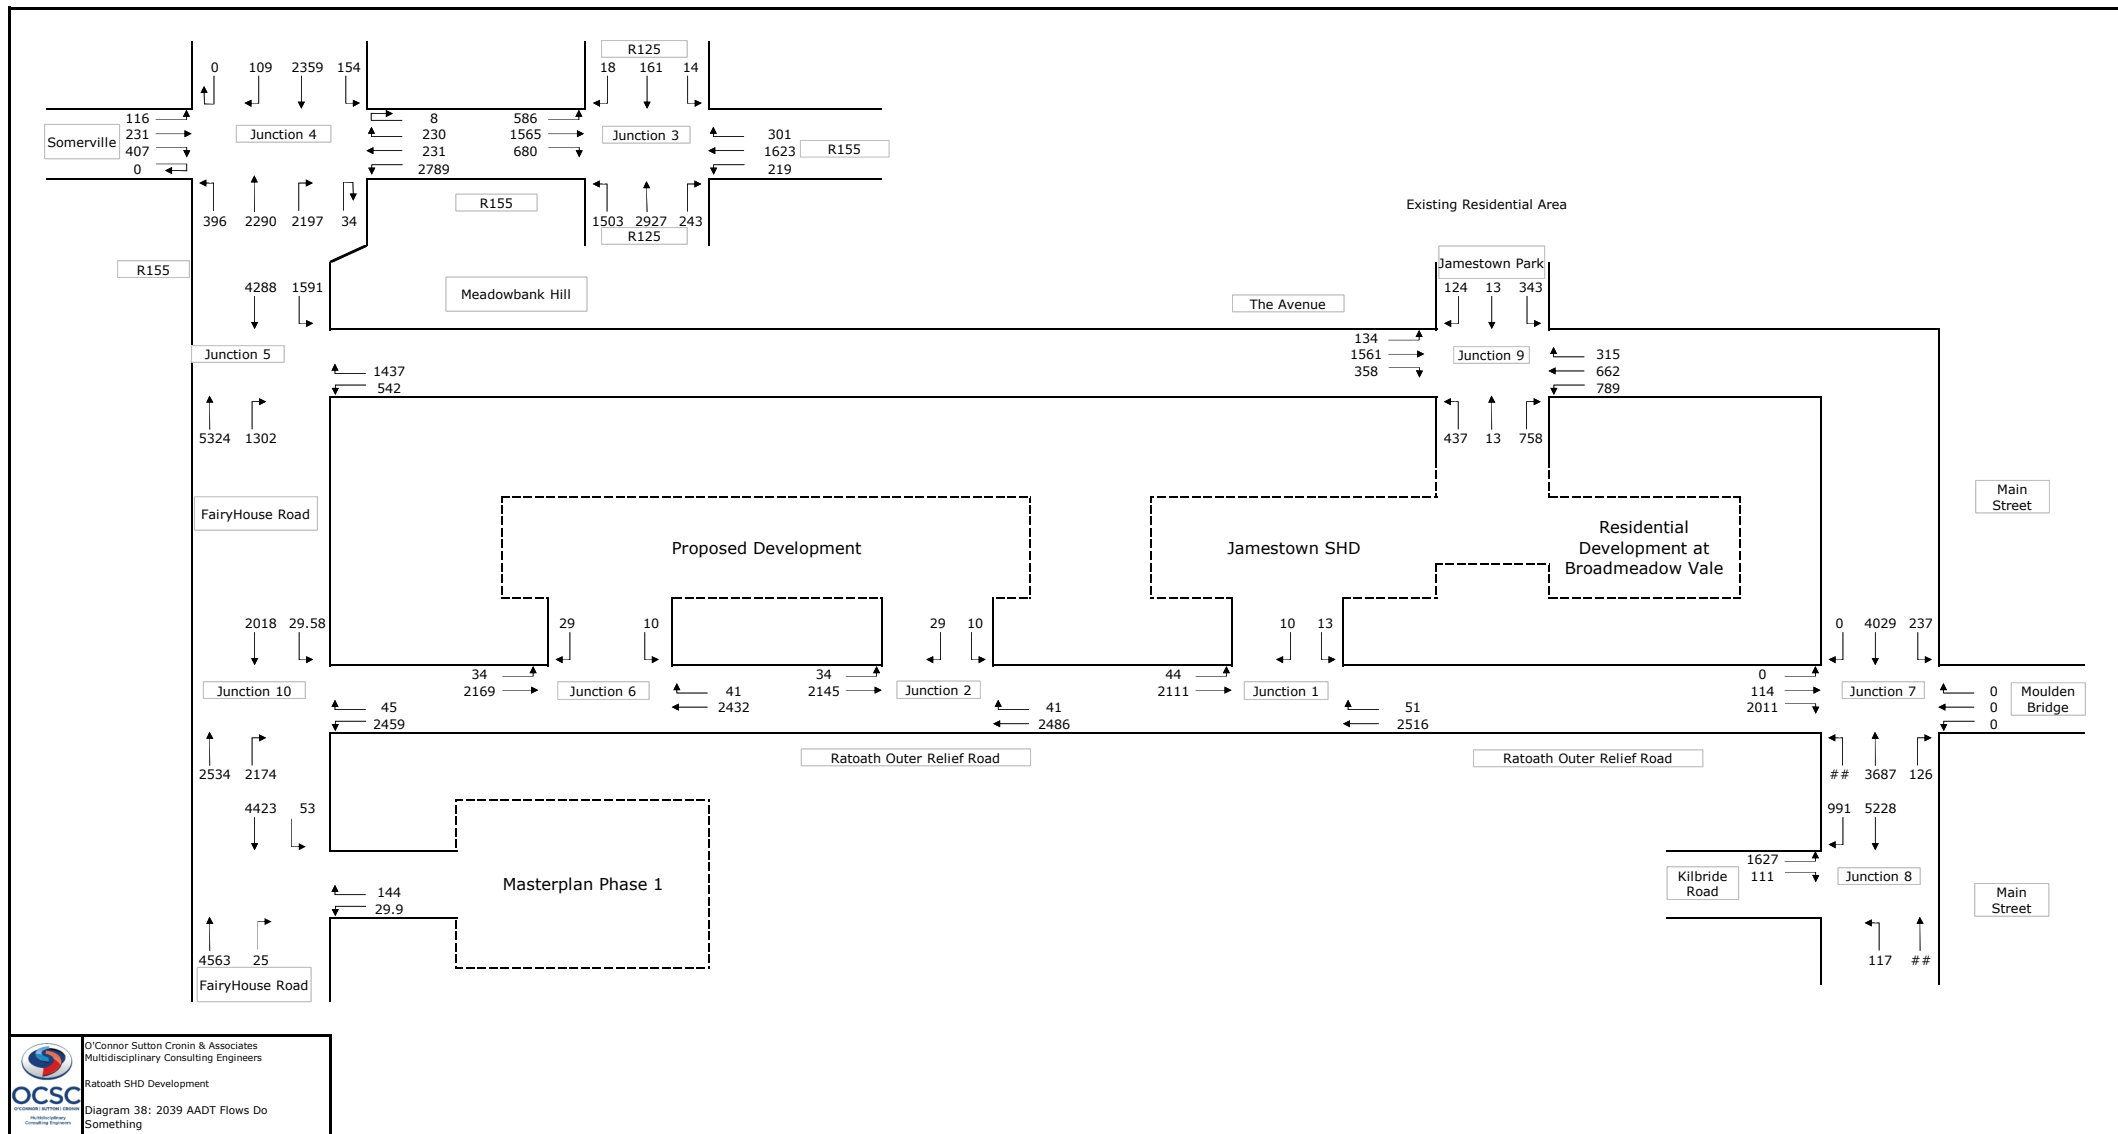 R125
0 109 2359 154
18 161 14
116
231
407
0
Somerville
Junction 4
8
230
231
2789
586
1565
680
Junction 3
301
1623
219
R155
396 2290 2197 34
R155
1503 2927 243
R125
Existing Residential Area
R155
4288 1591
Meadowbank Hill
The Avenue
Jamestown Park
124 13 343
134
1561
358
Junction 5
Junction 9
315
662
789
1437
542
5324 1302
437 13 758
FairyHouse Road
Proposed Development
Jamestown SHD
Residential
Development at
Broadmeadow Vale
Main
Street
2018 29.58
29 10
29 10
10 13
0 4029 237
34
2169
34
2145
44
2111
0
114
2011
Junction 10
Junction 6
Junction 2
Junction 1
Junction 7
45
2459
41
2432
41
2486
51
2516
0
0
0
Moulden
Bridge
Ratoath Outer Relief Road
Ratoath Outer Relief Road
2534 2174
## 3687 126
4423 53
991 5228
Masterplan Phase 1
144
29.9
1627
111
Kilbride
Road
Junction 8
Main
Street
4563 25
117 ##
FairyHouse Road
OCSC
O'CONNOR | SUTTON | CRONIN
Multidisciplinary
Consulting Engineers
O'Connor Sutton Cronin & Associates
Multidisciplinary Consulting Engineers
Ratoath SHD Development
Diagram 38: 2039 AADT Flows Do
Something